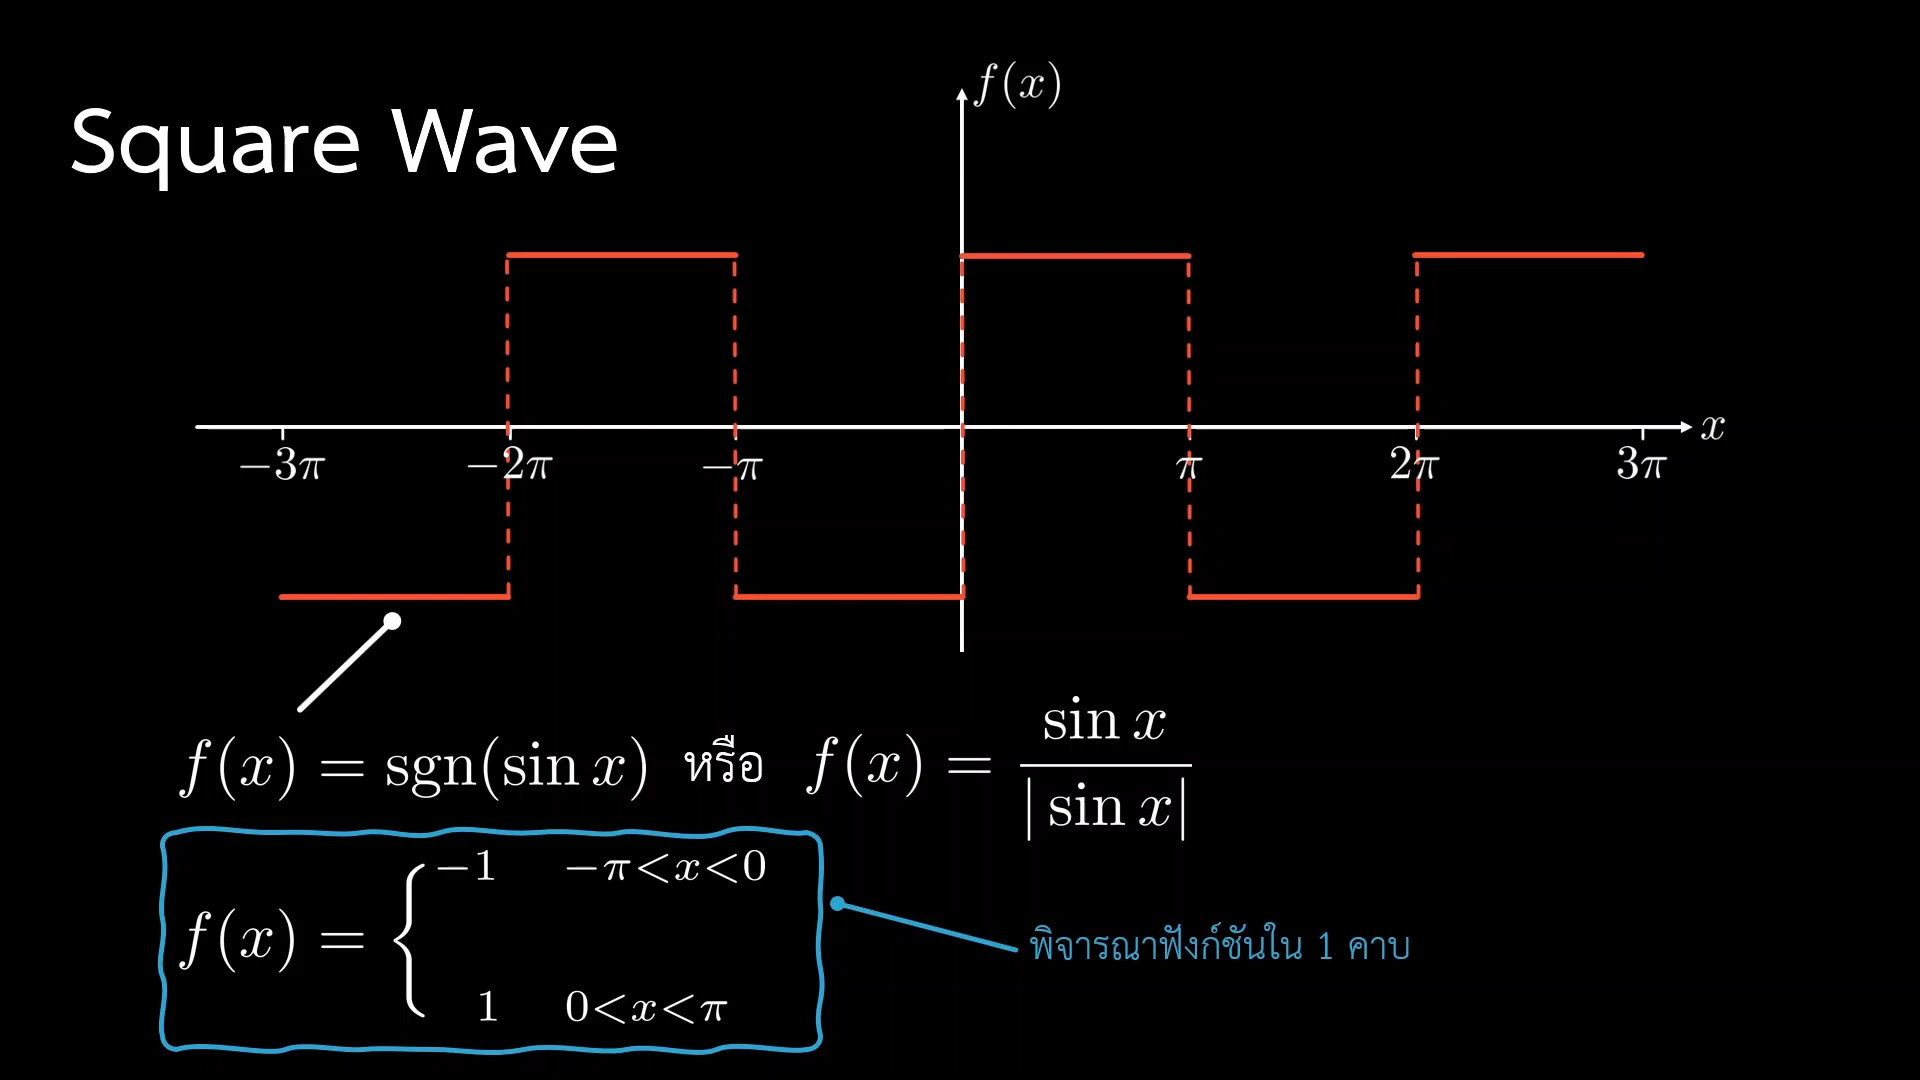 Square Wave
f(x)
x
−3π −2π −π π 2π 3π
f(x) = sgn(sin x) หรือ f(x) = sin x / |sin x|
f(x) = { −1 −π<x<0
1 0<x<π
พิจารณาฟังก์ชันใน 1 คาบ